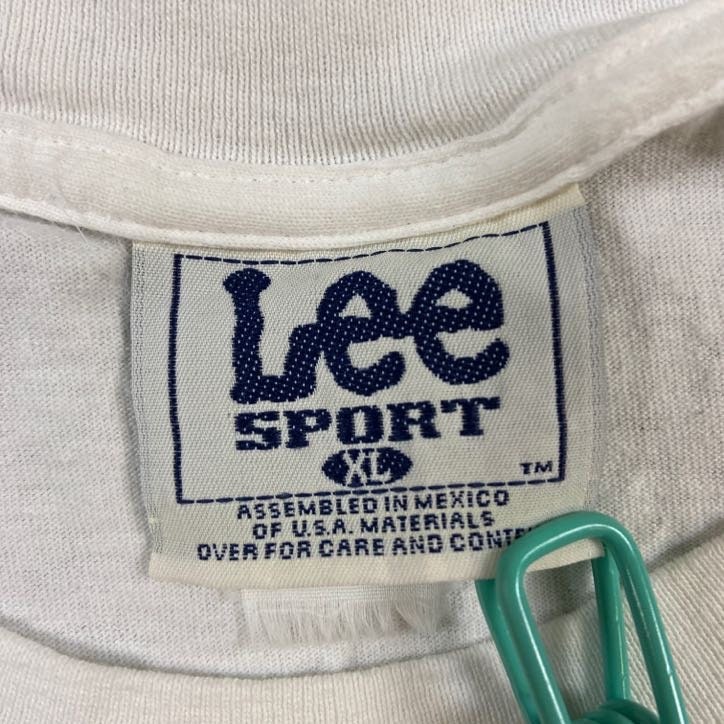 Lee
SPORT
XL
TM
ASSEMBLED IN MEXICO
OF U.S.A. MATERIALS
OVER FOR CARE AND